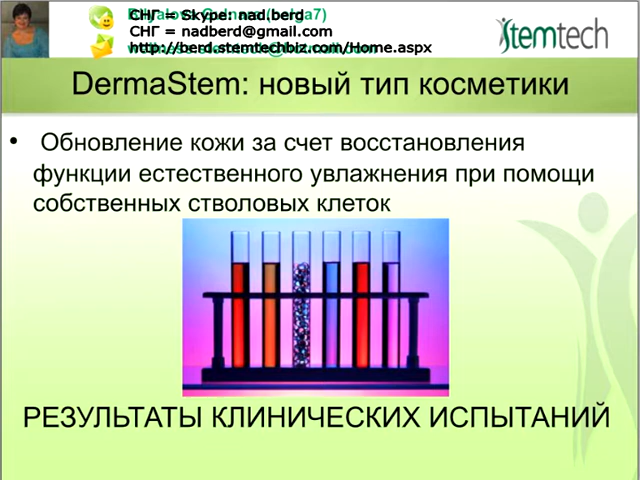 СНГ = Skype: nad,berg
СНГ = nadberd@gmail.com
http://berd.stemtechbiz.com/Home.aspx
stemtech
DermaStem: новый тип косметики
• Обновление кожи за счет восстановления
функции естественного увлажнения при помощи
собственных стволовых клеток
РЕЗУЛЬТАТЫ КЛИНИЧЕСКИХ ИСПЫТАНИЙ